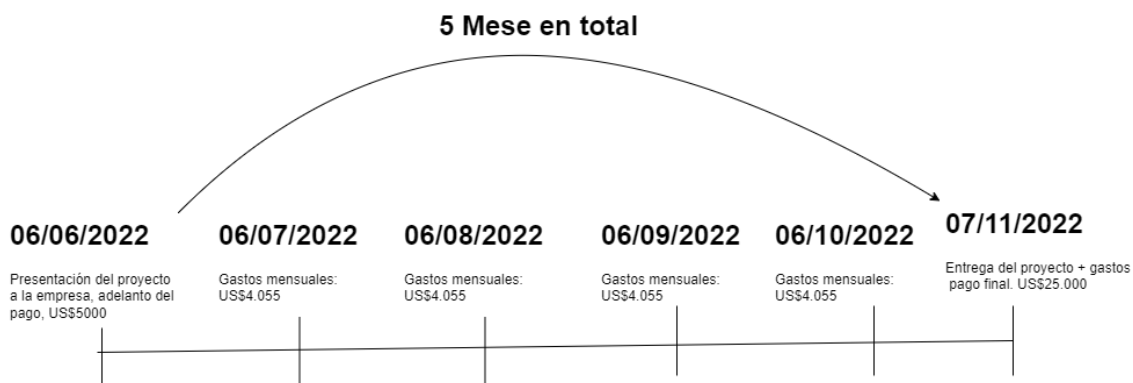 5 Mese en total
06/06/2022
Presentación del proyecto
a la empresa, adelanto del
pago, US$5000
06/07/2022
Gastos mensuales:
US$4.055
06/08/2022
Gastos mensuales:
US$4.055
06/09/2022
Gastos mensuales:
US$4.055
06/10/2022
Gastos mensuales:
US$4.055
07/11/2022
Entrega del proyecto + gastos
pago final. US$25.000